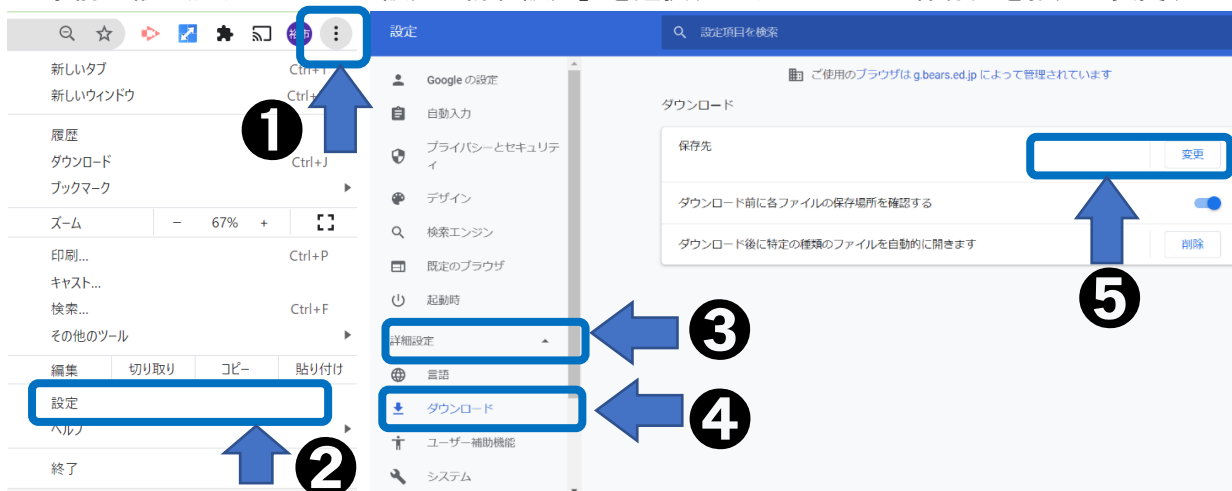 裕市
新しいタブ Ctrl+T
新しいウィンドウ Ctrl+
履歴
ダウンロード Ctrl+J
ブックマーク
ズーム － 67% +
印刷... Ctrl+P
キャスト...
検索... Ctrl+F
その他のツール
編集 切り取り コピー 貼り付け
設定
ヘルプ
終了
1
2
設定
Google の設定
自動入力
プライバシーとセキュリテ
ィ
デザイン
検索エンジン
既定のブラウザ
起動時
詳細設定
言語
ダウンロード
ユーザー補助機能
システム
3
4
設定項目を検索
ご使用のブラウザは g.bears.ed.jp によって管理されています
ダウンロード
保存先 変更
ダウンロード前に各ファイルの保存場所を確認する
ダウンロード後に特定の種類のファイルを自動的に開きます 削除
5